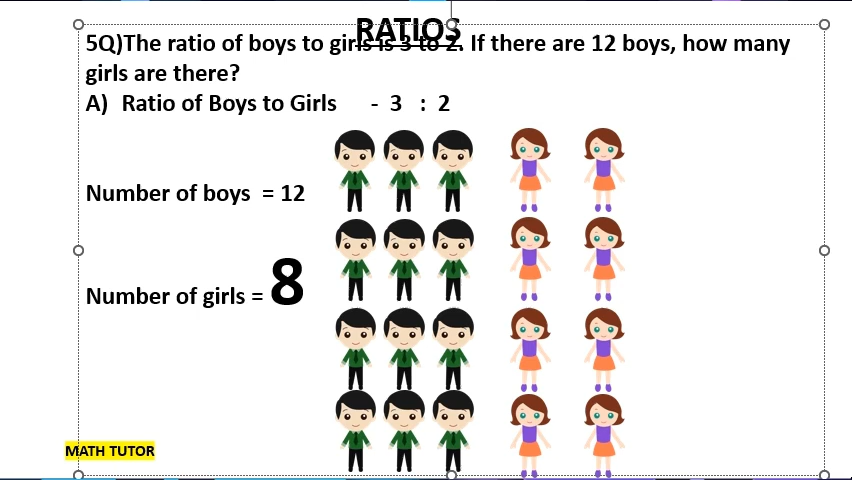 RATIOS
5Q)The ratio of boys to girls is 3 to 2. If there are 12 boys, how many
girls are there?
A) Ratio of Boys to Girls - 3 : 2
Number of boys = 12
Number of girls = 8
MATH TUTOR